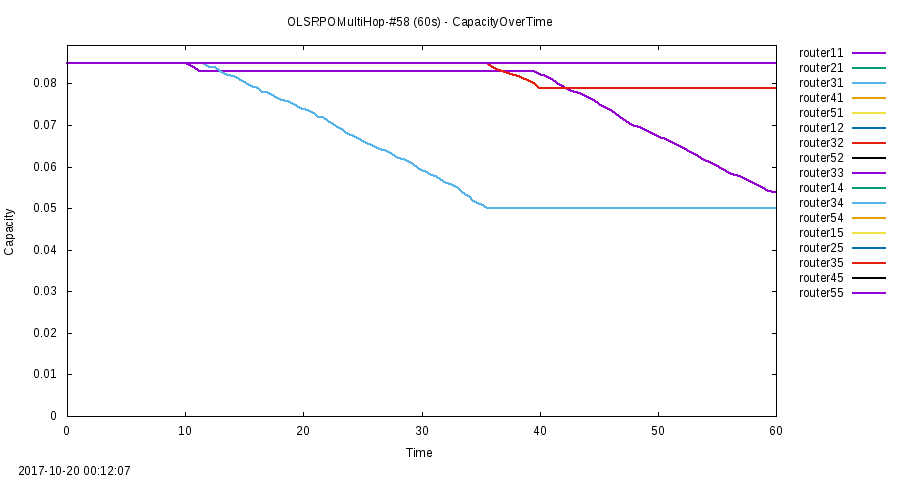 OLSRPOMultiHop-#58 (60s) - CapacityOverTime
router11
router21
router31
router41
router51
router12
router32
router52
router33
router14
router34
router54
router15
router25
router35
router45
router55
0.08
0.07
0.06
0.05
0.04
0.03
0.02
0.01
0
Capacity
0 10 20 30 40 50 60
Time
2017-10-20 00:12:07